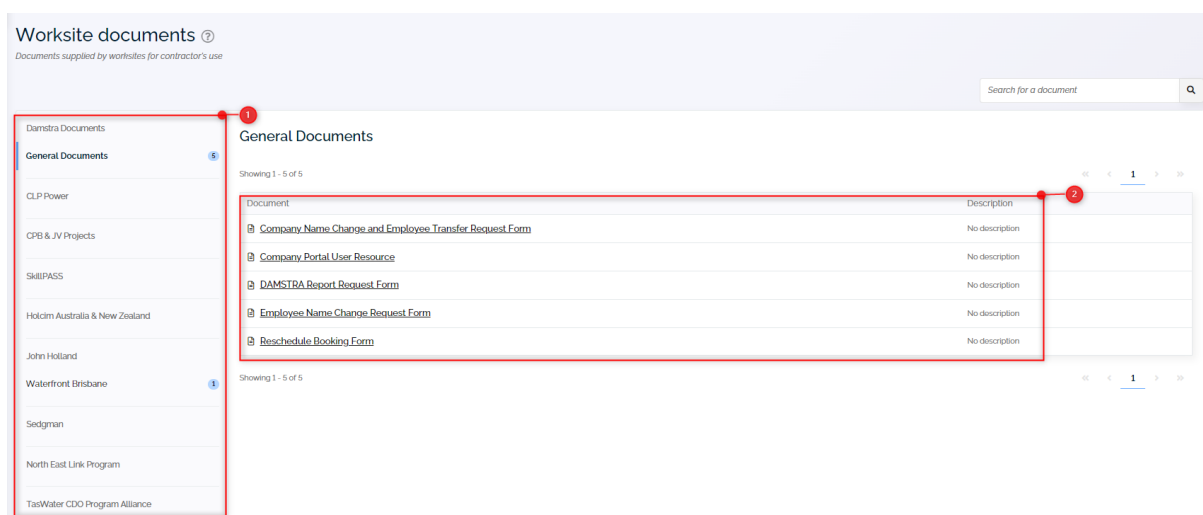 Worksite documents ?
Documents supplied by worksites for contractor's use
Search for a document
1
Damstra Documents
General Documents 5
CLP Power
CPB & JV Projects
SkillPASS
Holcim Australia & New Zealand
John Holland
Waterfront Brisbane 1
Sedgman
North East Link Program
TasWater CDO Program Alliance
General Documents
Showing 1 - 5 of 5 « < 1 > »
2
Document Description
Company Name Change and Employee Transfer Request Form No description
Company Portal User Resource No description
DAMSTRA Report Request Form No description
Employee Name Change Request Form No description
Reschedule Booking Form No description
Showing 1 - 5 of 5 « < 1 > »